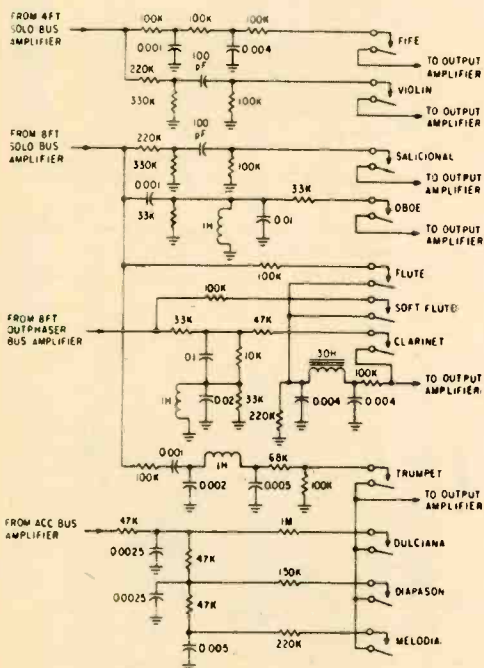 FROM 4FT
SOLO BUS
AMPLIFIER
100K
100K
100K
0.001
0.004
FIFE
TO OUTPUT
AMPLIFIER
220K
100
pF
330K
100K
VIOLIN
TO OUTPUT
AMPLIFIER
FROM 8FT
SOLO BUS
AMPLIFIER
220K
100
pF
330K
100K
SALICIONAL
TO OUTPUT
AMPLIFIER
0.001
33K
33K
1H
0.01
OBOE
TO OUTPUT
AMPLIFIER
100K
FLUTE
100K
SOFT FLUTE
FROM 8FT
OUTPHASER
BUS AMPLIFIER
33K
47K
CLARINET
10K
30H
100K
TO OUTPUT
AMPLIFIER
1H
0.02
33K
220K
0.004
0.004
0.001
100K
1H
68K
0.002
0.005
100K
TRUMPET
TO OUTPUT
AMPLIFIER
FROM ACC BUS
AMPLIFIER
47K
1M
DULCIANA
0.0025
47K
150K
DIAPASON
0.0025
47K
220K
MELODIA
0.005